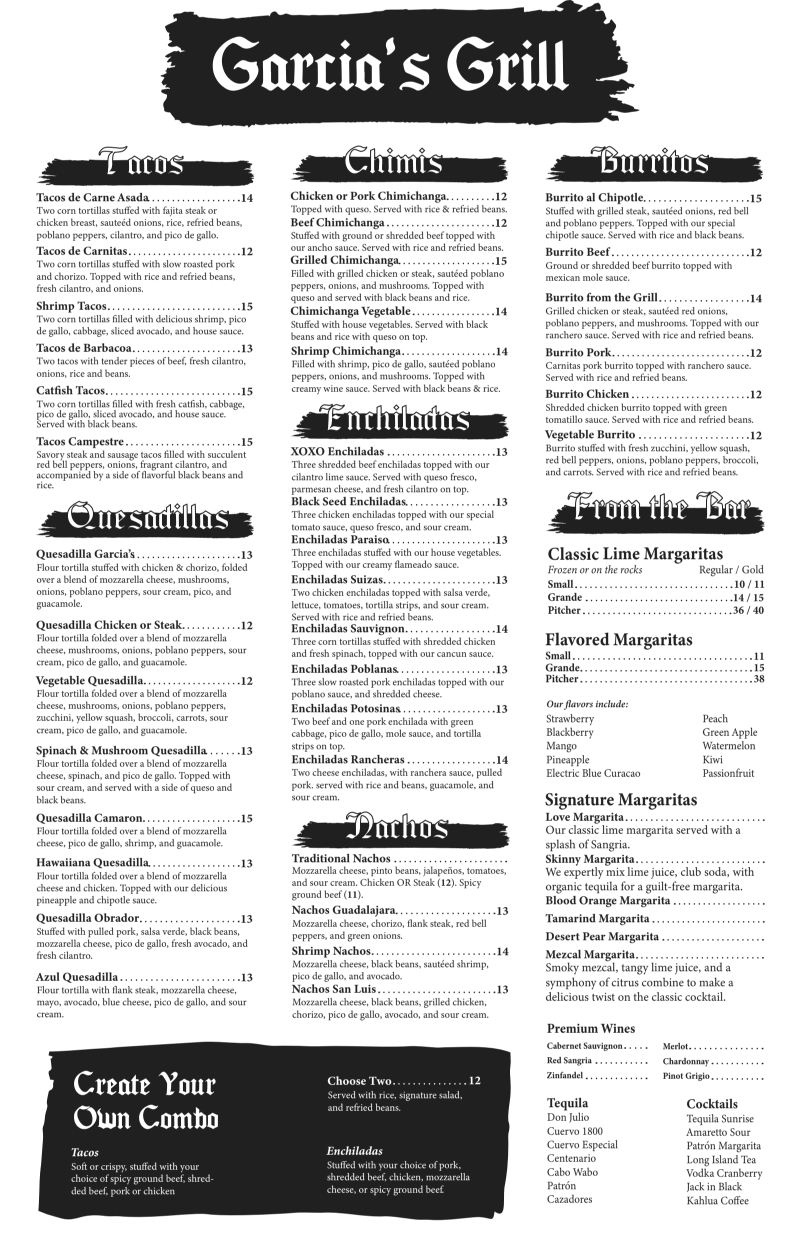 Garcia's Grill
Tacos
Tacos de Carne Asada.....................14
Two corn tortillas stuffed with fajita steak or
chicken breast, sauteéd onions, rice, refried beans,
poblano peppers, cilantro, and pico de gallo.
Tacos de Carnitas.........................12
Two corn tortillas stuffed with slow roasted pork
and chorizo. Topped with rice and refried beans,
fresh cilantro, and onions.
Shrimp Tacos.............................15
Two corn tortillas filled with delicious shrimp, pico
de gallo, cabbage, sliced avocado, and house sauce.
Tacos de Barbacoa........................13
Two tacos with tender pieces of beef, fresh cilantro,
onions, rice and beans.
Catfish Tacos.............................15
Two corn tortillas filled with fresh catfish, cabbage,
pico de gallo, sliced avocado, and house sauce.
Served with black beans.
Tacos Campestre .........................15
Savory steak and sausage tacos filled with succulent
red bell peppers, onions, fragrant cilantro, and
accompanied by a side of flavorful black beans and
rice.
Quesadillas
Quesadilla Garcia's .......................13
Flour tortilla stuffed with chicken & chorizo, folded
over a blend of mozzarella cheese, mushrooms,
onions, poblano peppers, sour cream, pico, and
guacamole.
Quesadilla Chicken or Steak.............12
Flour tortilla folded over a blend of mozzarella
cheese, mushrooms, onions, poblano peppers, sour
cream, pico de gallo, and guacamole.
Vegetable Quesadilla.....................12
Flour tortilla folded over a blend of mozzarella
cheese, mushrooms, onions, poblano peppers,
zucchini, yellow squash, broccoli, carrots, sour
cream, pico de gallo, and guacamole.
Spinach & Mushroom Quesadilla.......13
Flour tortilla folded over a blend of mozzarella
cheese, spinach, and pico de gallo. Topped with
sour cream, and served with a side of queso and
black beans.
Quesadilla Camaron......................15
Flour tortilla folded over a blend of mozzarella
cheese, pico de gallo, shrimp, and guacamole.
Hawaiiana Quesadilla.....................13
Flour tortilla folded over a blend of mozzarella
cheese and chicken. Topped with our delicious
pineapple and chipotle sauce.
Quesadilla Obrador.......................13
Stuffed with pulled pork, salsa verde, black beans,
mozzarella cheese, pico de gallo, fresh avocado, and
fresh cilantro.
Azul Quesadilla ..........................13
Flour tortilla with flank steak, mozzarella cheese,
mayo, avocado, blue cheese, pico de gallo, and sour
cream.
Chimis
Chicken or Pork Chimichanga..........12
Topped with queso. Served with rice & refried beans.
Beef Chimichanga ........................12
Stuffed with ground or shredded beef topped with
our ancho sauce. Served with rice and refried beans.
Grilled Chimichanga......................15
Filled with grilled chicken or steak, sautéed poblano
peppers, onions, and mushrooms. Topped with
queso and served with black beans and rice.
Chimichanga Vegetable...................14
Stuffed with house vegetables. Served with black
beans and rice with queso on top.
Shrimp Chimichanga.....................14
Filled with shrimp, pico de gallo, sautéed poblano
peppers, onions, and mushrooms. Topped with
creamy wine sauce. Served with black beans & rice.
Enchiladas
XOXO Enchiladas ........................13
Three shredded beef enchiladas topped with our
cilantro lime sauce. Served with queso fresco,
parmesan cheese, and fresh cilantro on top.
Black Seed Enchiladas....................13
Three chicken enchiladas topped with our special
tomato sauce, queso fresco, and sour cream.
Enchiladas Paraiso........................13
Three enchiladas stuffed with our house vegetables.
Topped with our creamy flameado sauce.
Enchiladas Suizas.........................13
Two chicken enchiladas topped with salsa verde,
lettuce, tomatoes, tortilla strips, and sour cream.
Served with rice and refried beans.
Enchiladas Sauvignon....................14
Three corn tortillas stuffed with shredded chicken
and fresh spinach, topped with our cancun sauce.
Enchiladas Poblanas......................13
Three slow roasted pork enchiladas topped with our
poblano sauce, and shredded cheese.
Enchiladas Potosinas.....................13
Two beef and one pork enchilada with green
cabbage, pico de gallo, mole sauce, and tortilla
strips on top.
Enchiladas Rancheras ....................14
Two cheese enchiladas, with ranchera sauce, pulled
pork. served with rice and beans, guacamole, and
sour cream.
Nachos
Traditional Nachos .......................
Mozzarella cheese, pinto beans, jalapeños, tomatoes,
and sour cream. Chicken OR Steak (12). Spicy
ground beef (11).
Nachos Guadalajara......................13
Mozzarella cheese, chorizo, flank steak, red bell
peppers, and green onions.
Shrimp Nachos...........................14
Mozzarella cheese, black beans, sautéed shrimp,
pico de gallo, and avocado.
Nachos San Luis ..........................13
Mozzarella cheese, black beans, grilled chicken,
chorizo, pico de gallo, avocado, and sour cream.
Burritos
Burrito al Chipotle.......................15
Stuffed with grilled steak, sautéed onions, red bell
and poblano peppers. Topped with our special
chipotle sauce. Served with rice and black beans.
Burrito Beef ..............................12
Ground or shredded beef burrito topped with
mexican mole sauce.
Burrito from the Grill....................14
Grilled chicken or steak, sautéed red onions,
poblano peppers, and mushrooms. Topped with our
ranchero sauce. Served with rice and refried beans.
Burrito Pork..............................12
Carnitas pork burrito topped with ranchero sauce.
Served with rice and refried beans.
Burrito Chicken ..........................12
Shredded chicken burrito topped with green
tomatillo sauce. Served with rice and refried beans.
Vegetable Burrito .........................12
Burrito stuffed with fresh zucchini, yellow squash,
red bell peppers, onions, poblano peppers, broccoli,
and carrots. Served with rice and refried beans.
From the Bar
Classic Lime Margaritas
Frozen or on the rocks Regular / Gold
Small.................................10 / 11
Grande ...............................14 / 15
Pitcher................................36 / 40
Flavored Margaritas
Small.....................................11
Grande...................................15
Pitcher...................................38
Our flavors include:
Strawberry Peach
Blackberry Green Apple
Mango Watermelon
Pineapple Kiwi
Electric Blue Curacao Passionfruit
Signature Margaritas
Love Margarita...........................
Our classic lime margarita served with a
splash of Sangria.
Skinny Margarita.........................
We expertly mix lime juice, club soda, with
organic tequila for a guilt-free margarita.
Blood Orange Margarita ..................
Tamarind Margarita ......................
Desert Pear Margarita ....................
Mezcal Margarita.........................
Smoky mezcal, tangy lime juice, and a
symphony of citrus combine to make a
delicious twist on the classic cocktail.
Premium Wines
Cabernet Sauvignon..... Merlot...............
Red Sangria ........... Chardonnay ...........
Zinfandel ............. Pinot Grigio...........
Tequila
Don Julio
Cuervo 1800
Cuervo Especial
Centenario
Cabo Wabo
Patrón
Cazadores
Cocktails
Tequila Sunrise
Amaretto Sour
Patrón Margarita
Long Island Tea
Vodka Cranberry
Jack in Black
Kahlua Coffee
Create Your
Own Combo
Choose Two...............12
Served with rice, signature salad,
and refried beans.
Tacos
Soft or crispy, stuffed with your
choice of spicy ground beef, shred-
ded beef, pork or chicken
Enchiladas
Stuffed with your choice of pork,
shredded beef, chicken, mozzarella
cheese, or spicy ground beef.